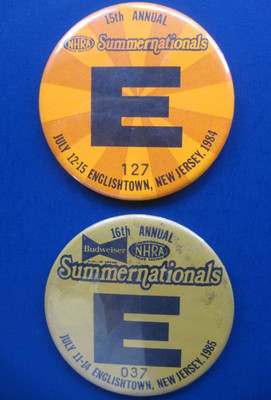 15th ANNUAL
NHRA
Summernationals
E
127
JULY 12-15 ENGLISHTOWN, NEW JERSEY. 1984
16th ANNUAL
Budweiser
NHRA
Summernationals
E
037
JULY 11-14 ENGLISHTOWN, NEW JERSEY. 1985